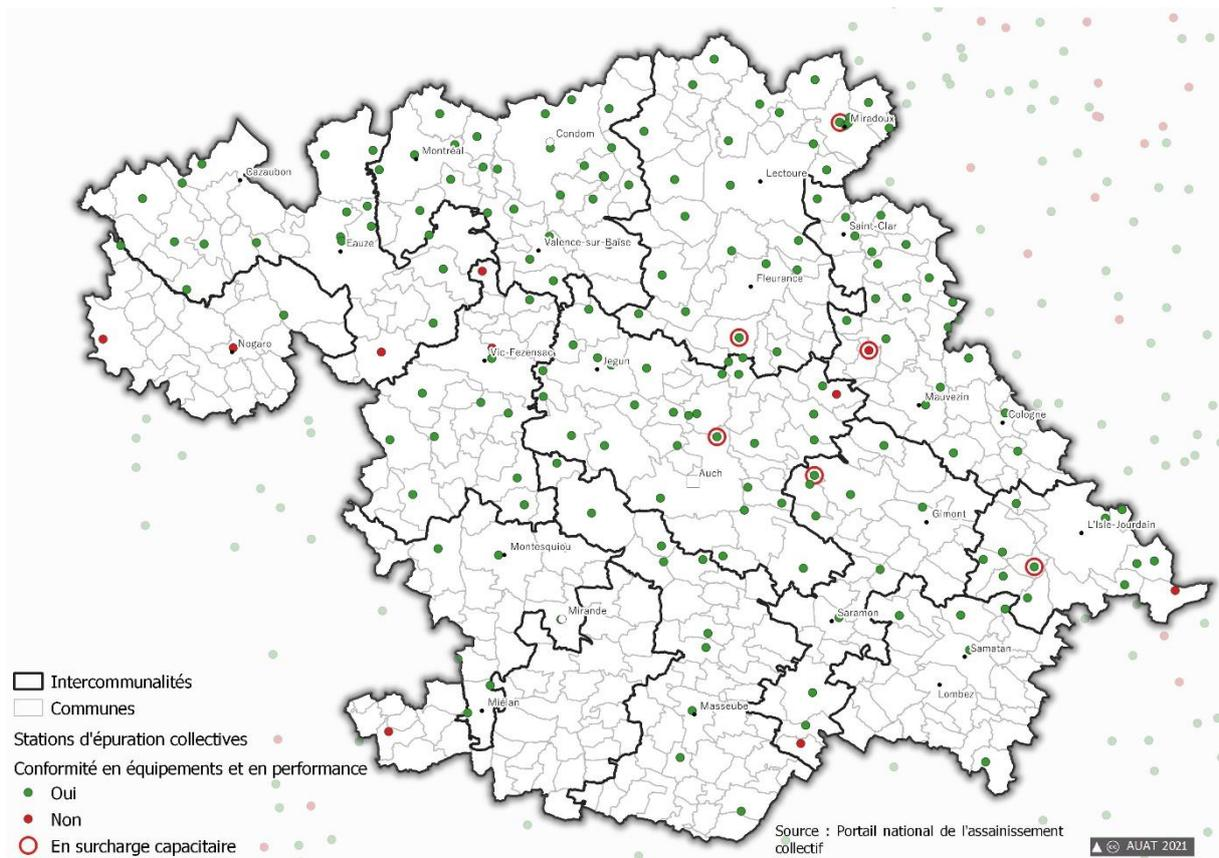 Miradoux
Condom
Montréal
Cazaubon
Lectoure
Saint-Clar
Eauze
Valence-sur-Baïse
Fleurance
Nogaro
Vic-Fezensac
Jegun
Mauvezin
Cologne
Auch
Gimont
L'Isle-Jourdain
Montesquiou
Mirande
Saramon
Samatan
Lombez
Miélan
Masseube
Intercommunalités
Communes
Stations d'épuration collectives
Conformité en équipements et en performance
Oui
Non
En surcharge capacitaire
Source : Portail national de l'assainissement
collectif
AUAT 2021